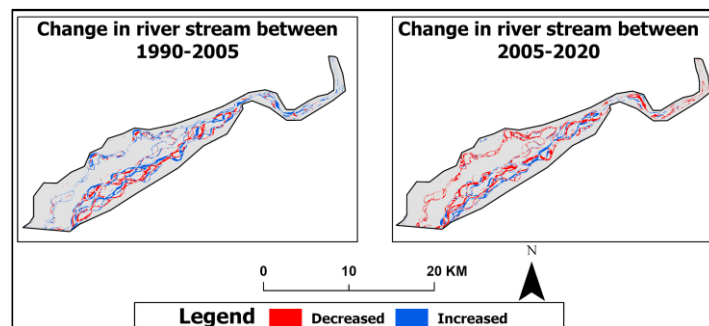 Change in river stream between
1990-2005
Change in river stream between
2005-2020
N
0 10 20 KM
Legend Decreased Increased